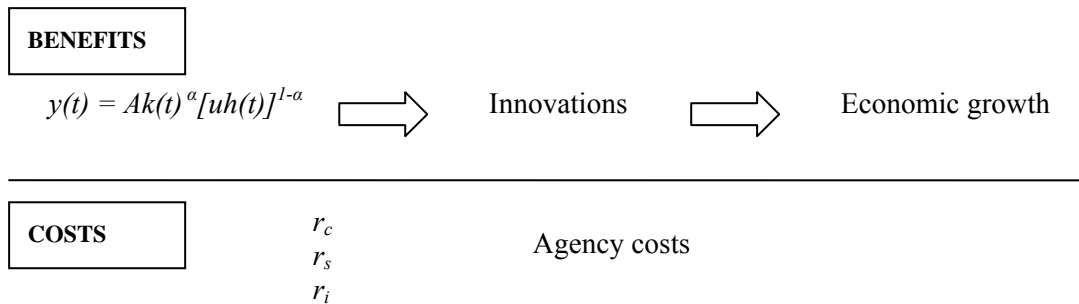 BENEFITS
y(t) = Ak(t)^α[uh(t)]^1-α
Innovations
Economic growth
COSTS
r_c
r_s
r_i
Agency costs